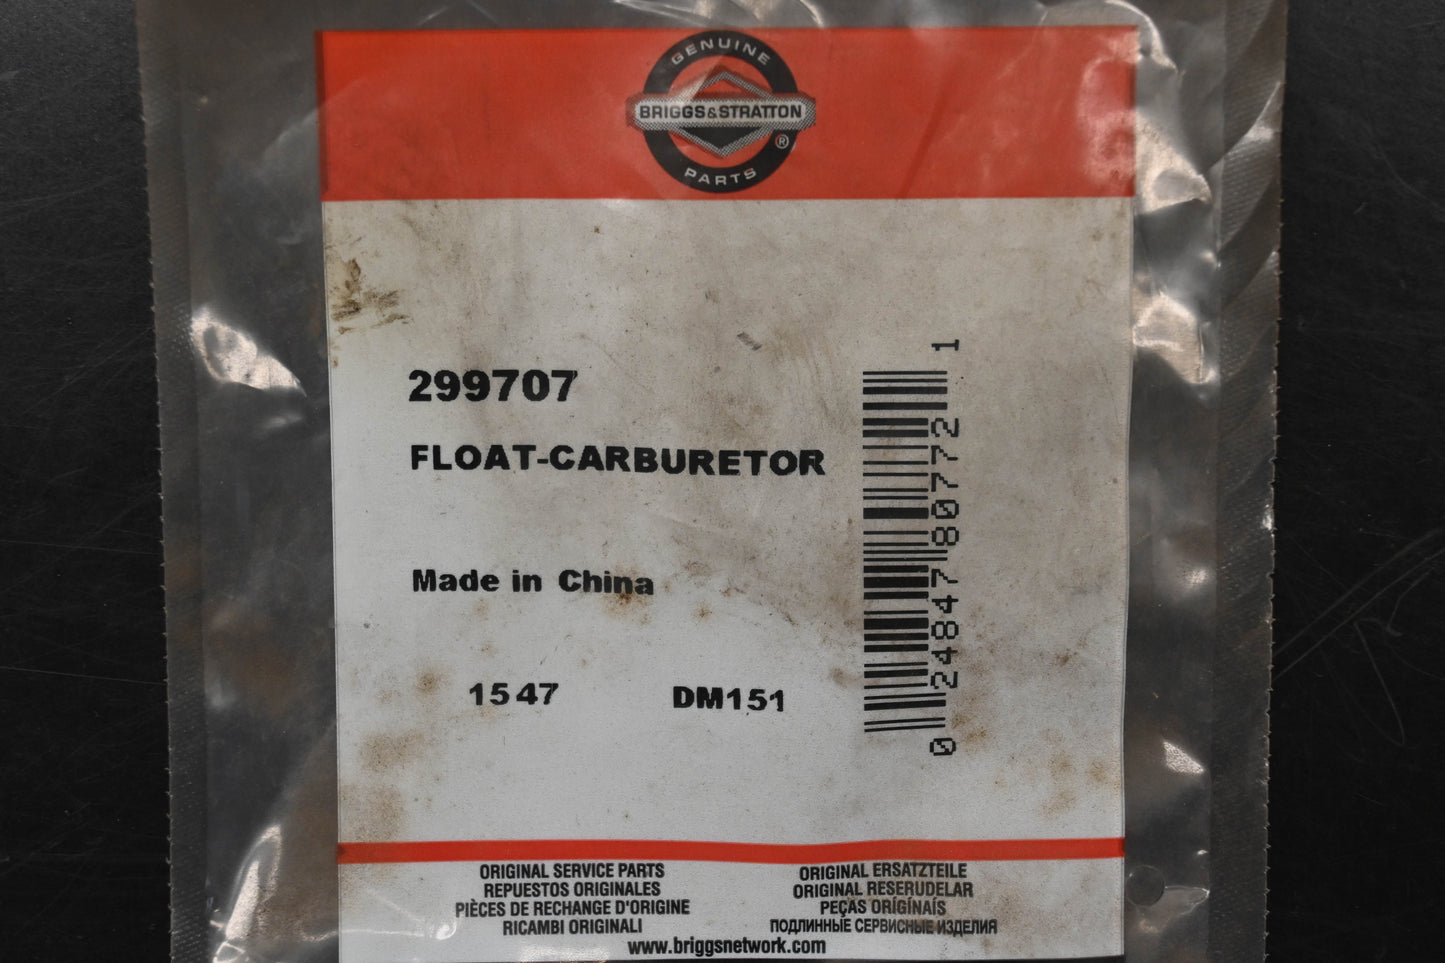 GENUINE
BRIGGS&STRATTON
®
PARTS
299707
FLOAT-CARBURETOR
Made in China
1547 DM151
0 24847 80772 1
ORIGINAL SERVICE PARTS
REPUESTOS ORIGINALES
PIÈCES DE RECHANGE D'ORIGINE
RICAMBI ORIGINALI
ORIGINAL ERSATZTEILE
ORIGINAL RESERUDELAR
PEÇAS ORÍGÍNAÍS
ПОДЛИННЫЕ СЕРВИСНЫЕ ИЗДЕЛИЯ
www.briggsnetwork.com